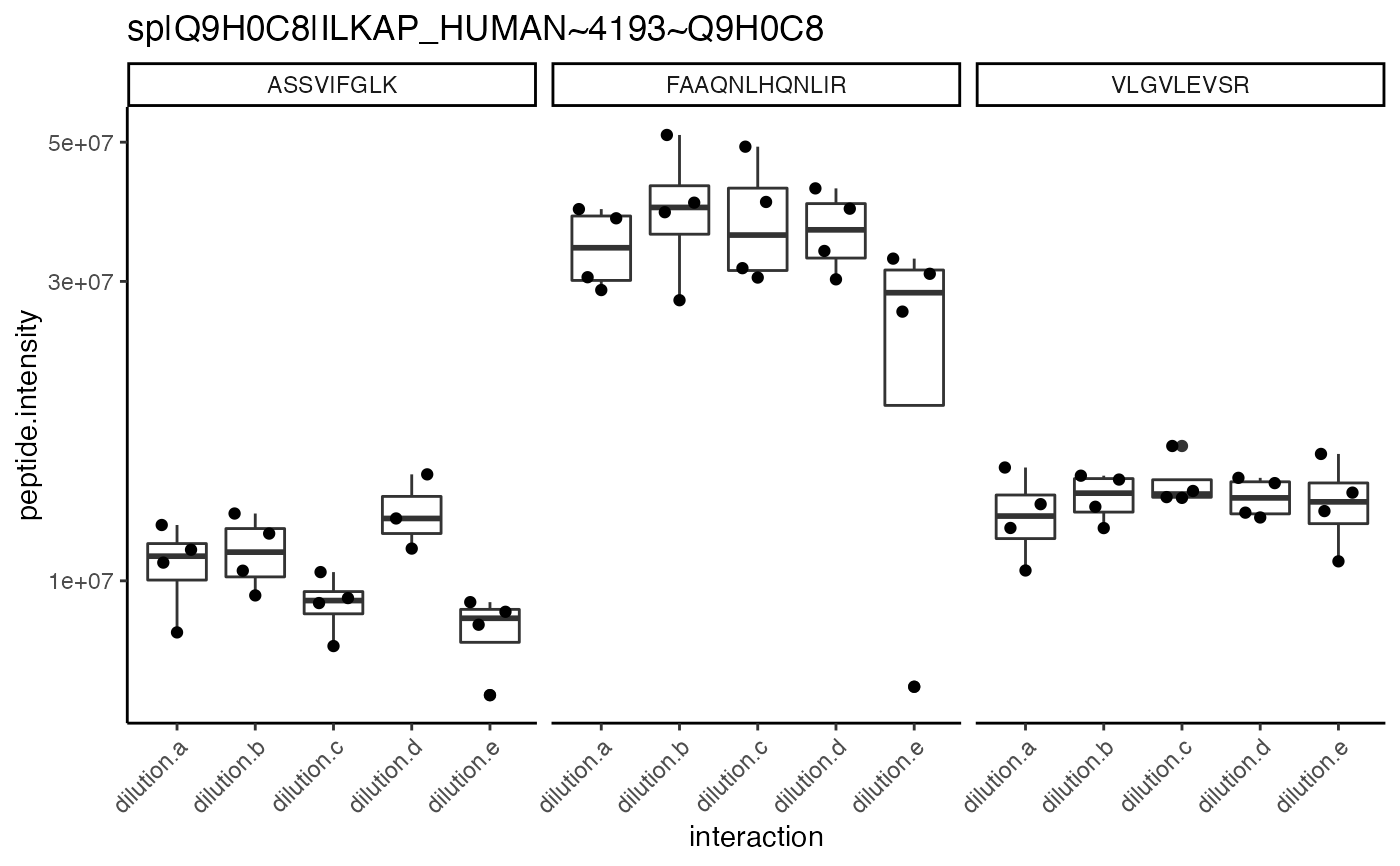 sp|Q9H0C8|ILKAP_HUMAN~4193~Q9H0C8
ASSVIFGLK
FAAQNLHQNLIR
VLGVLEVSR
5e+07
3e+07
1e+07
peptide.intensity
dilution.a
dilution.b
dilution.c
dilution.d
dilution.e
dilution.a
dilution.b
dilution.c
dilution.d
dilution.e
dilution.a
dilution.b
dilution.c
dilution.d
dilution.e
interaction